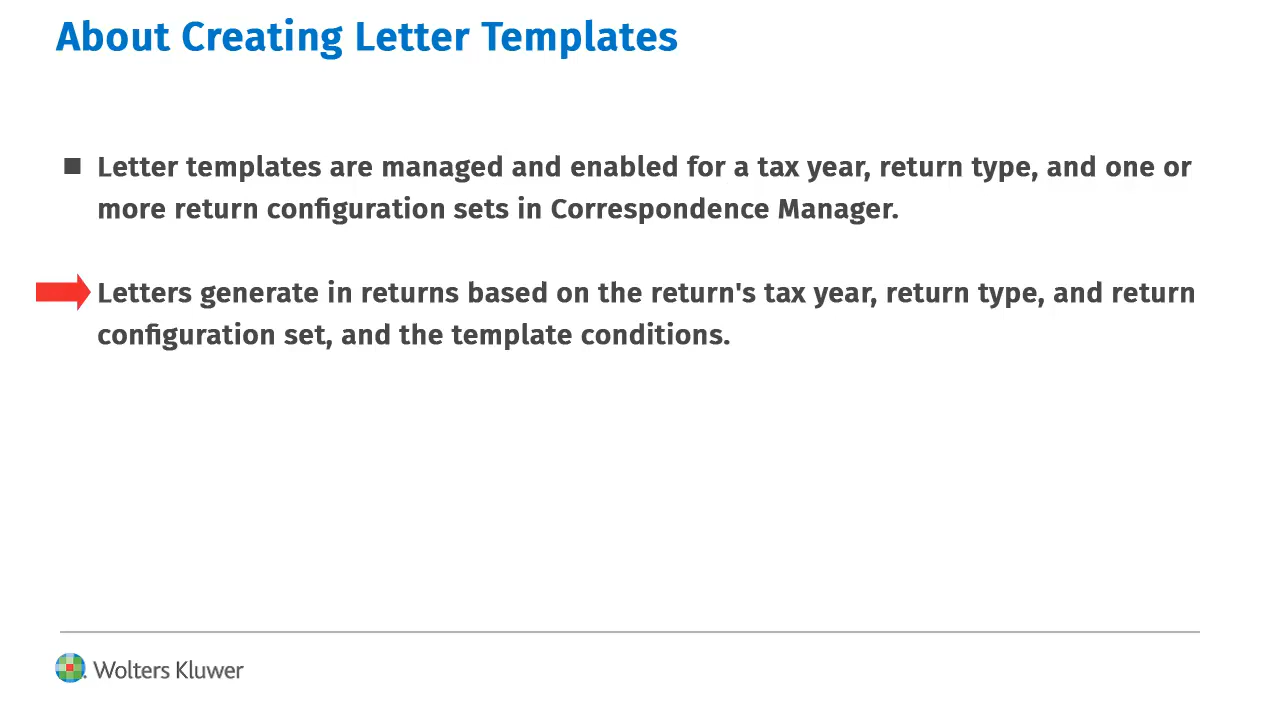 About Creating Letter Templates
Letter templates are managed and enabled for a tax year, return type, and one or
more return configuration sets in Correspondence Manager.
Letters generate in returns based on the return's tax year, return type, and return
configuration set, and the template conditions.
Wolters Kluwer